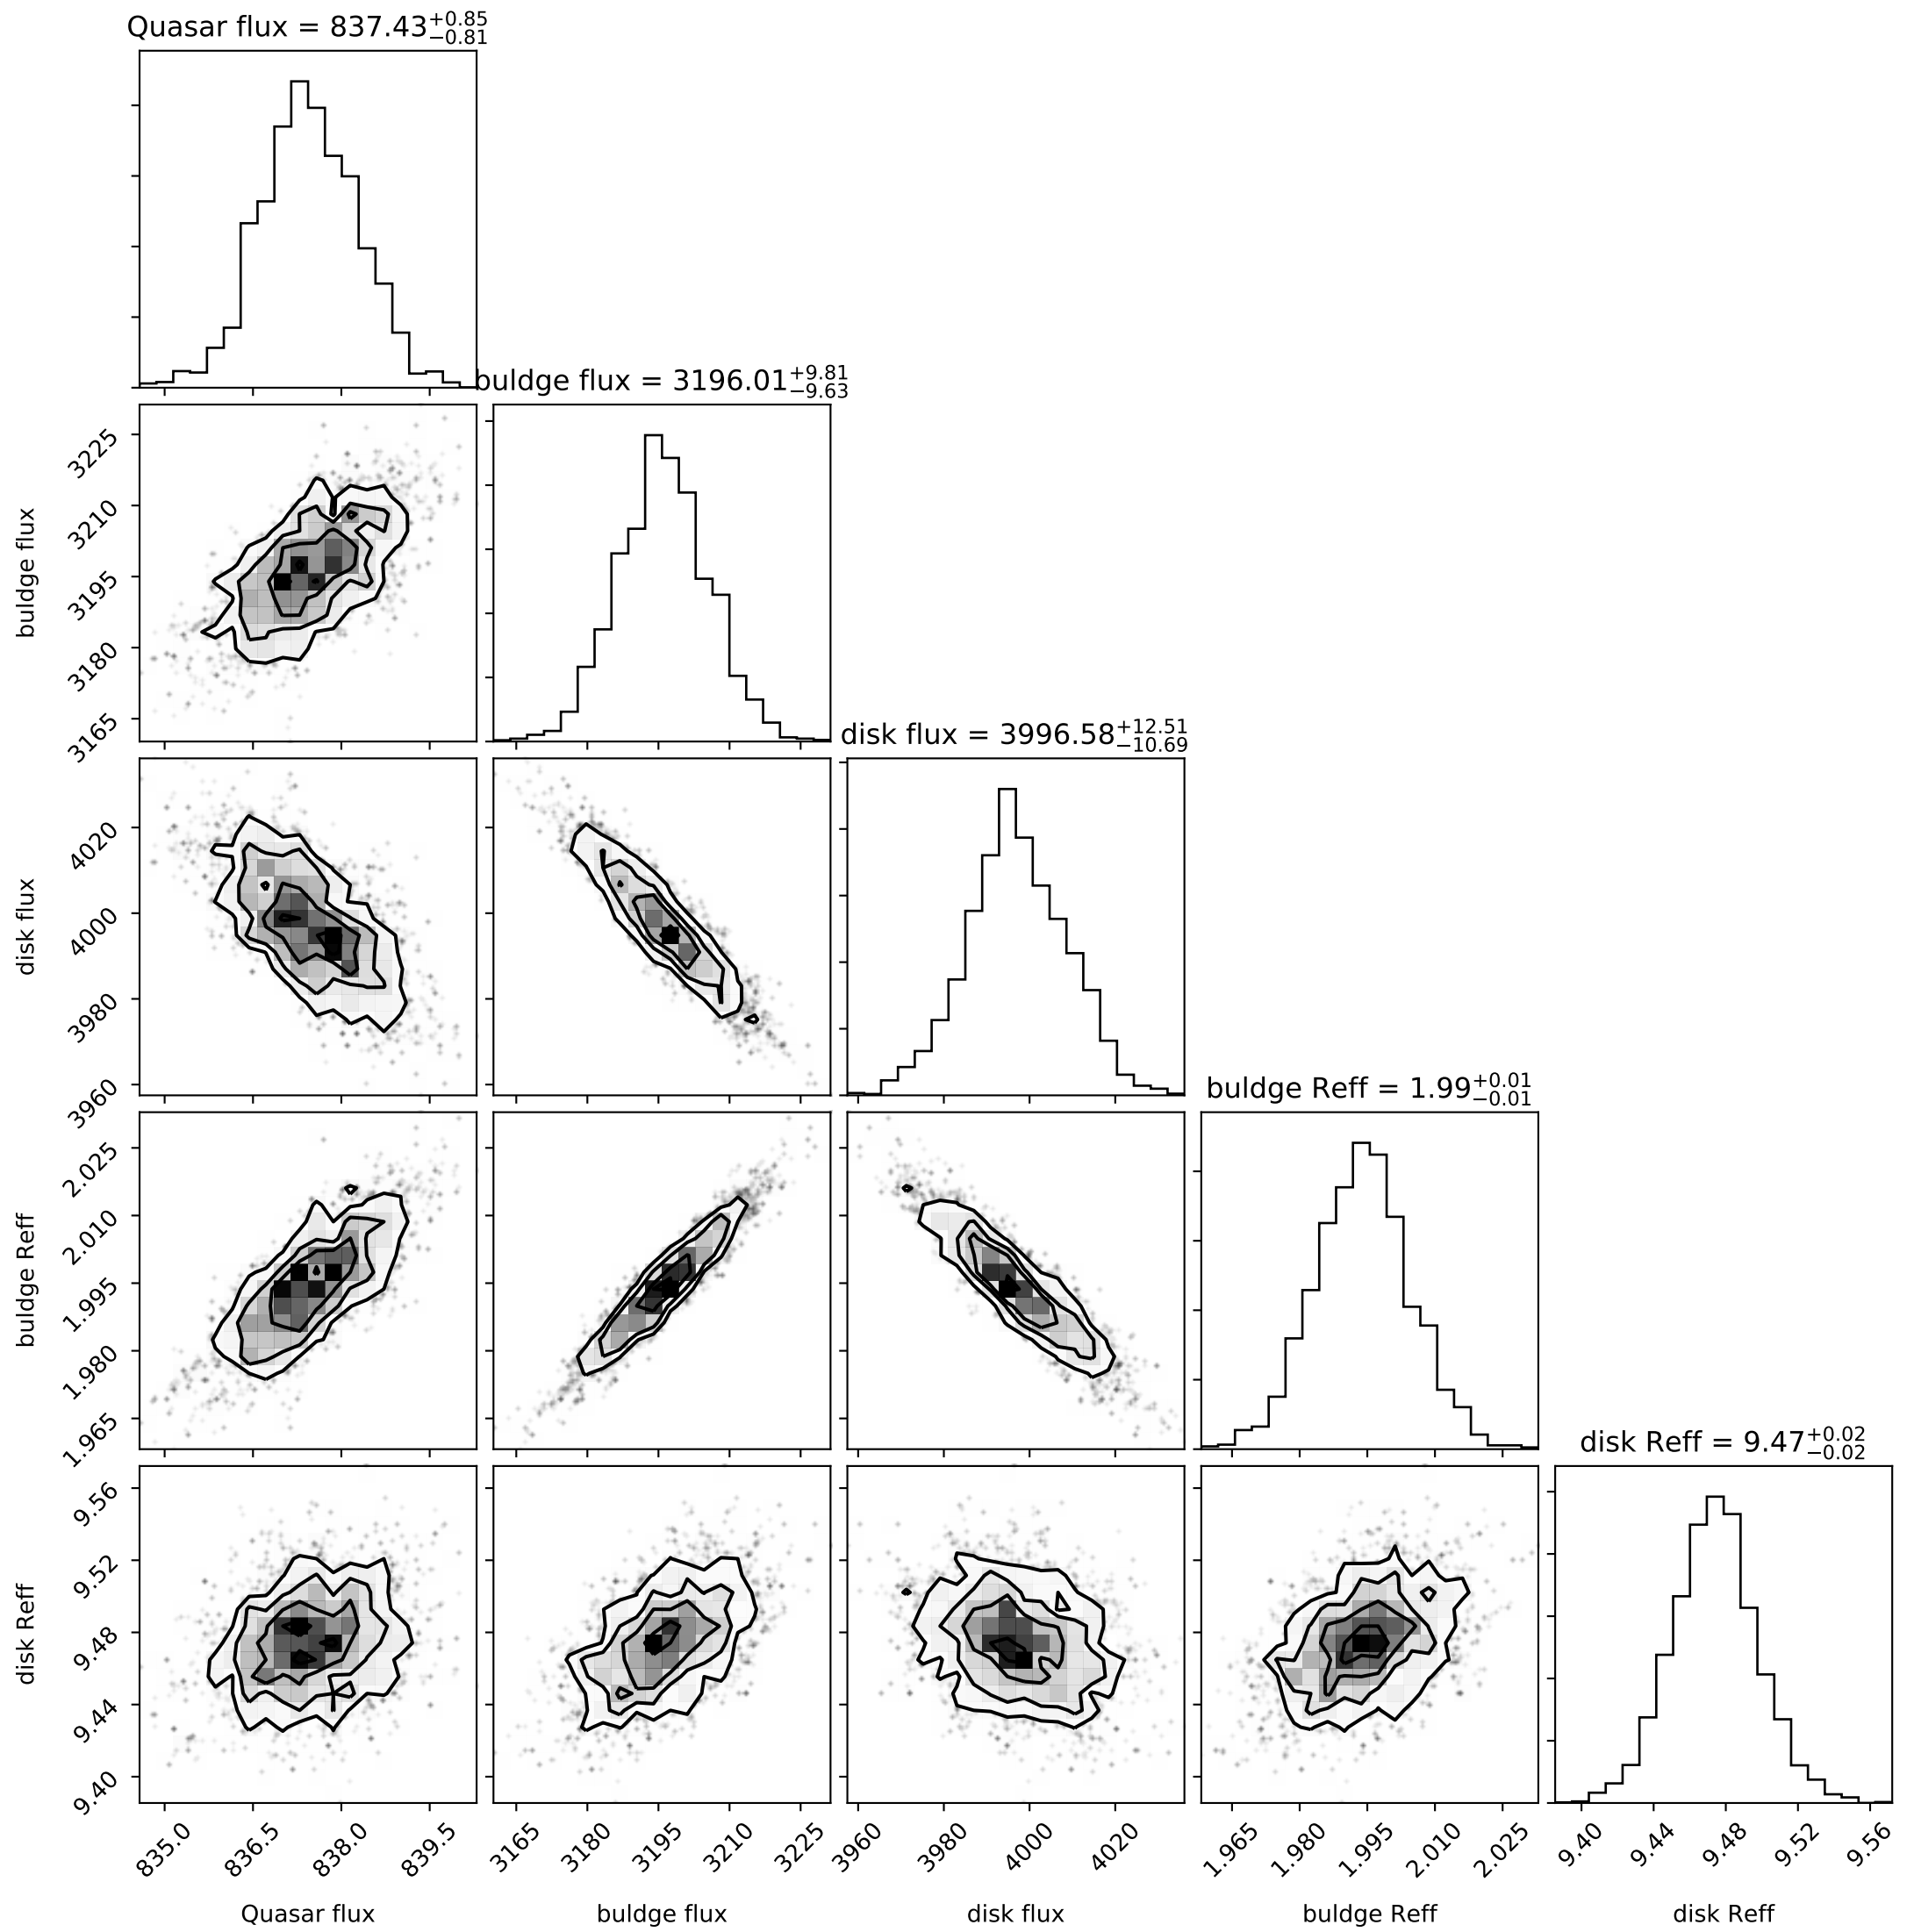 Quasar flux = 837.43+0.85−0.81
buldge flux = 3196.01+9.81−9.63
3225
3210
3195
3180
3165
buldge flux
disk flux = 3996.58+12.51−10.69
4020
4000
3980
3960
disk flux
buldge Reff = 1.99+0.01−0.01
2.025
2.010
1.995
1.980
1.965
buldge Reff
disk Reff = 9.47+0.02−0.02
9.56
9.52
9.48
9.44
9.40
disk Reff
835.0 836.5 838.0 839.5 3165 3180 3195 3210 3225 3960 3980 4000 4020 1.965 1.980 1.995 2.010 2.025 9.40 9.44 9.48 9.52 9.56
Quasar flux buldge flux disk flux buldge Reff disk Reff